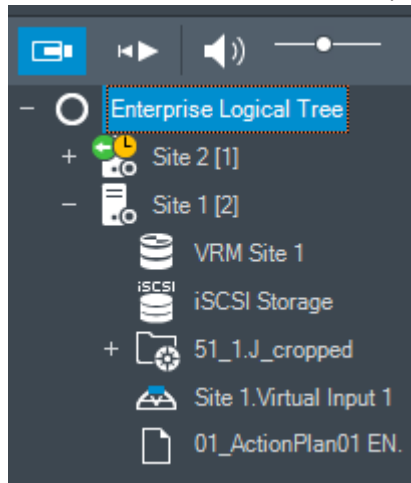 Enterprise Logical Tree
Site 2 [1]
Site 1 [2]
VRM Site 1
iSCSI
iSCSI Storage
51_1.J_cropped
Site 1.Virtual Input 1
01_ActionPlan01 EN.